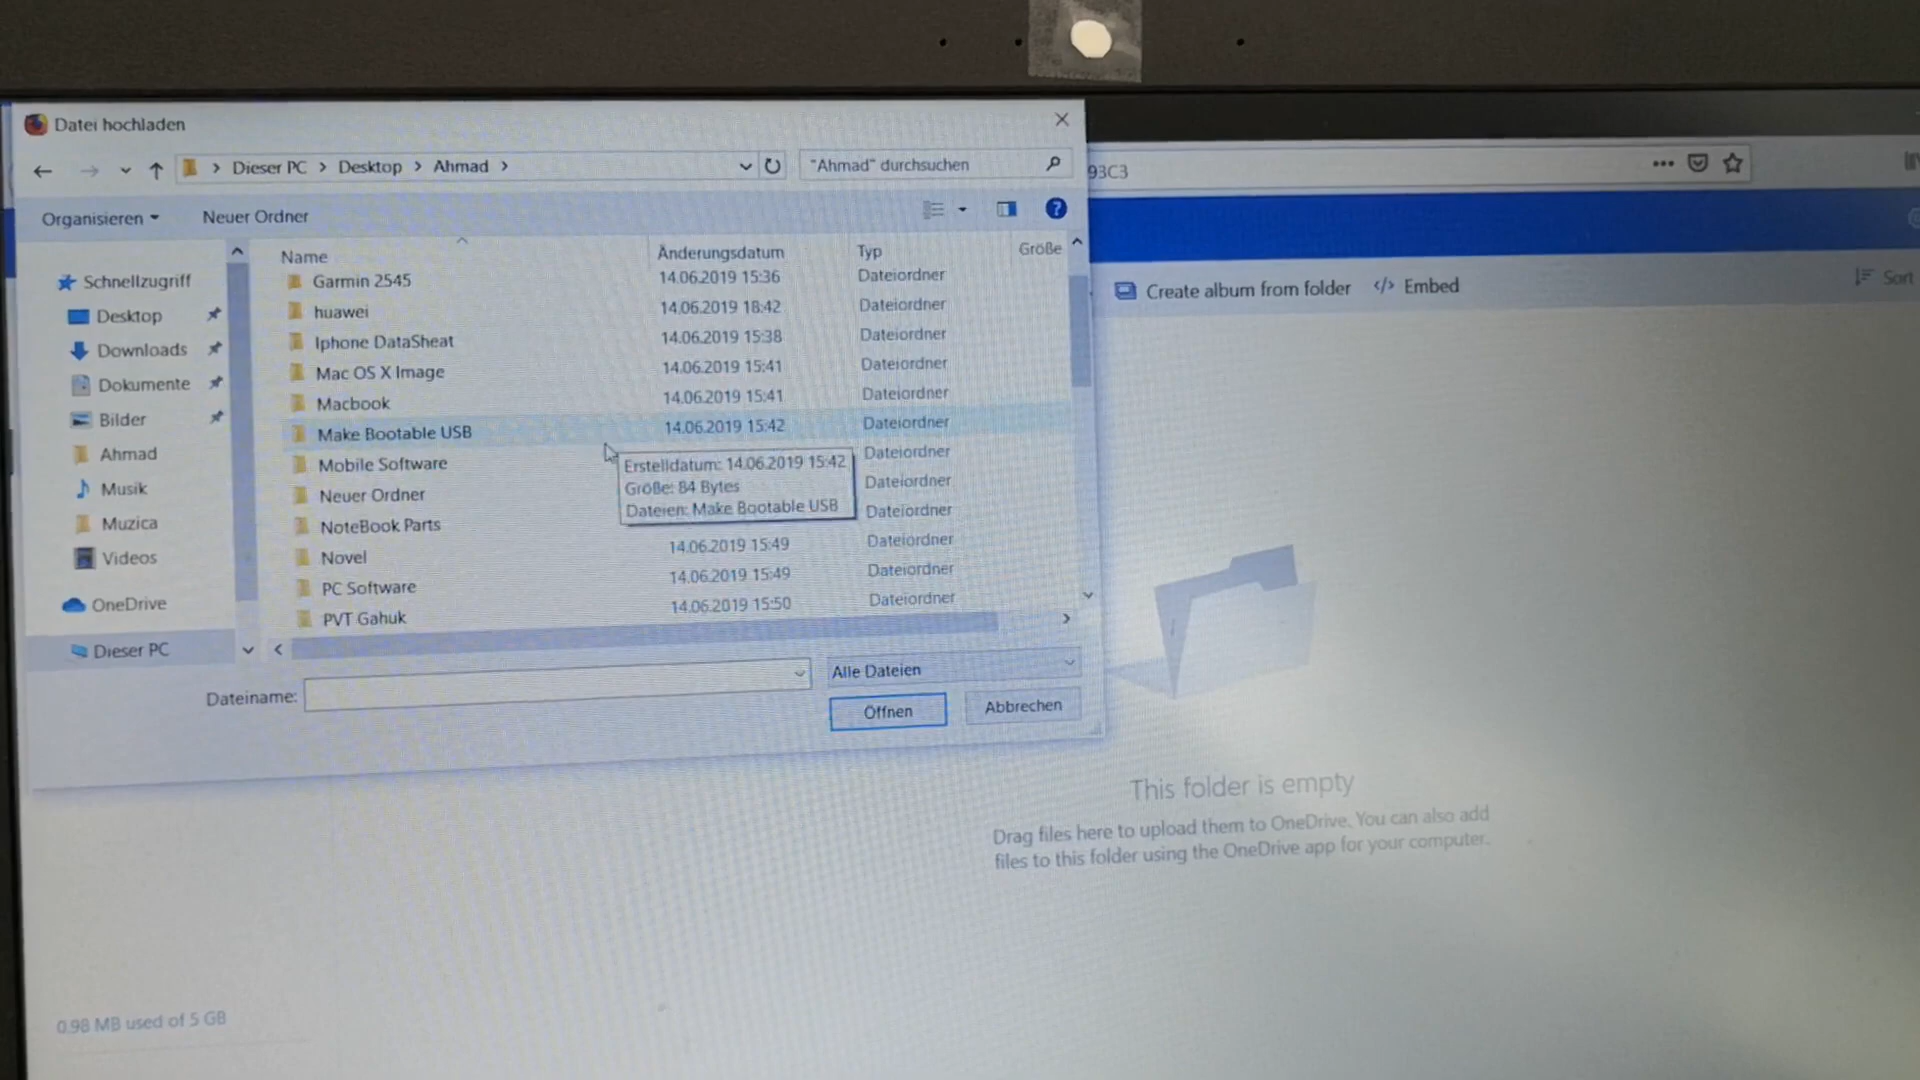 Datei hochladen
Dieser PC > Desktop > Ahmad >
"Ahmad" durchsuchen
93C3
Organisieren
Neuer Ordner
Create album from folder
</> Embed
Sort
Name Änderungsdatum Typ Größe
Garmin 2545 14.06.2019 15:36 Dateiordner
huawei 14.06.2019 18:42 Dateiordner
Iphone DataSheat 14.06.2019 15:38 Dateiordner
Mac OS X Image 14.06.2019 15:41 Dateiordner
Macbook 14.06.2019 15:41 Dateiordner
Make Bootable USB 14.06.2019 15:42 Dateiordner
Mobile Software Dateiordner
Neuer Ordner Dateiordner
NoteBook Parts Dateiordner
Novel 14.06.2019 15:49 Dateiordner
PC Software 14.06.2019 15:49 Dateiordner
PVT Gahuk 14.06.2019 15:50 Dateiordner
Erstelldatum: 14.06.2019 15:42
Größe: 84 Bytes
Dateien: Make Bootable USB
Schnellzugriff
Desktop
Downloads
Dokumente
Bilder
Ahmad
Musik
Muzica
Videos
OneDrive
Dieser PC
Dateiname:
Alle Dateien
Öffnen
Abbrechen
This folder is empty
Drag files here to upload them to OneDrive. You can also add
files to this folder using the OneDrive app for your computer.
0.98 MB used of 5 GB